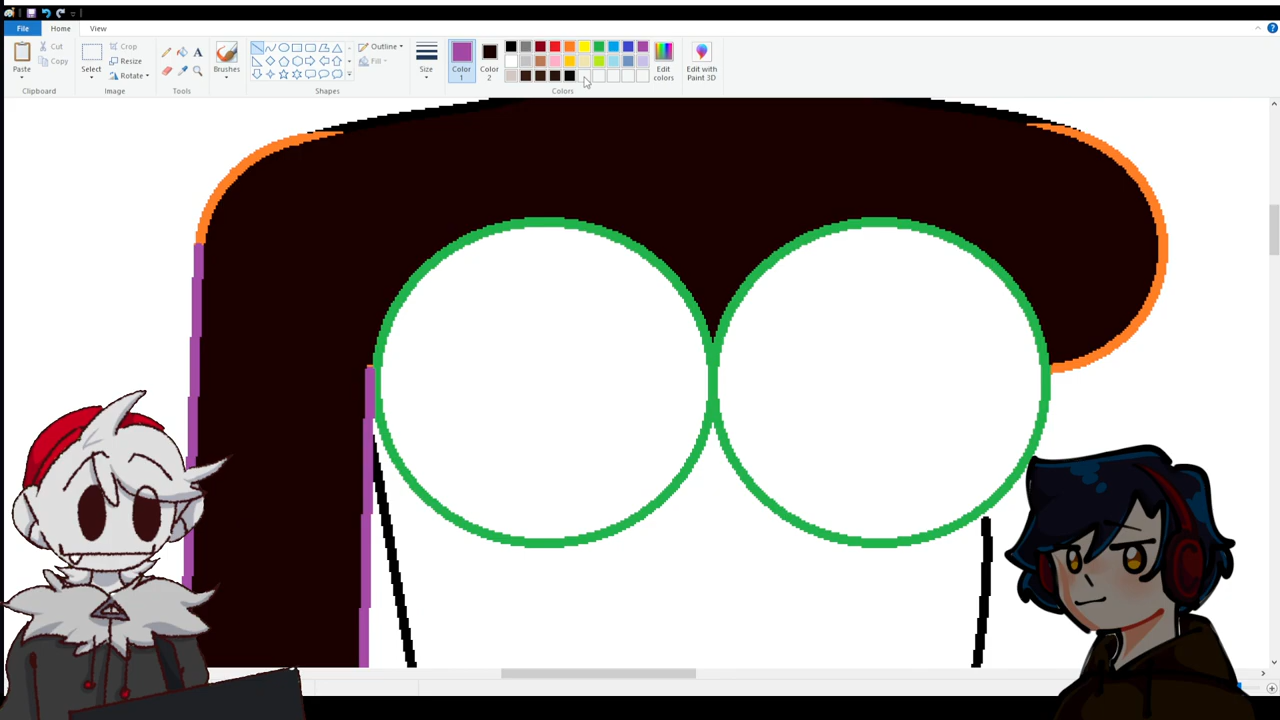 File Home View
Cut
Copy
Paste
Clipboard
Crop
Resize
Rotate
Select
Image
Tools
Brushes
Outline
Fill
Shapes
Size
Color 1
Color 2
Edit colors
Colors
Edit with Paint 3D